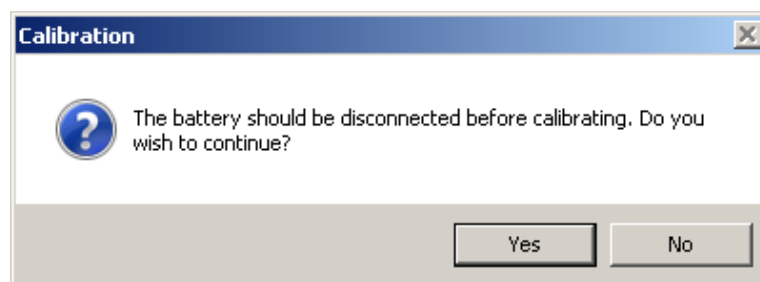 Calibration
The battery should be disconnected before calibrating. Do you
wish to continue?
Yes No